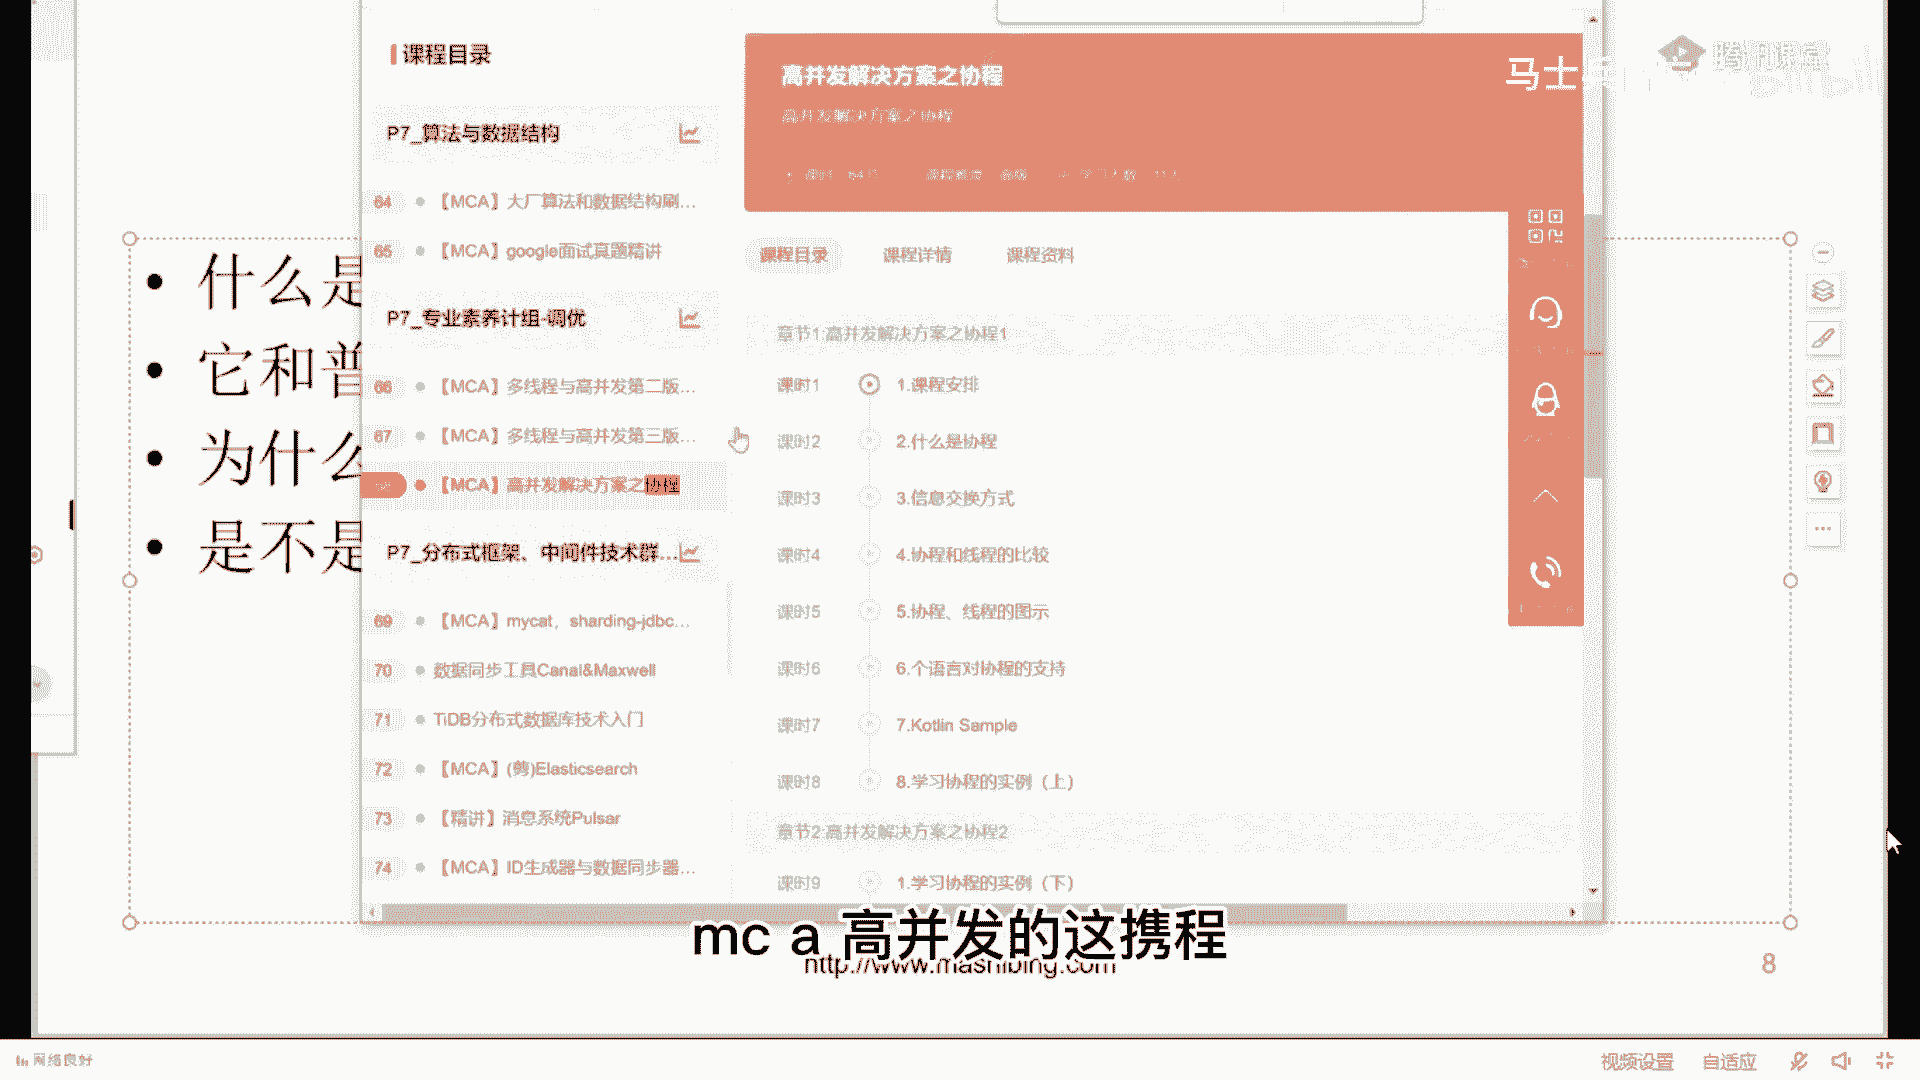 课程目录
P7_算法与数据结构
64 【MCA】大厂算法和数据结构刷...
65 【MCA】google面试真题精讲
P7_专业素养计组-调优
66 【MCA】多线程与高并发第二版...
67 【MCA】多线程与高并发第三版...
【MCA】高并发解决方案之协程
P7_分布式框架、中间件技术群...
69 【MCA】mycat，sharding-jdbc...
70 数据同步工具Canal&Maxwell
71 TiDB分布式数据库技术入门
72 【MCA】(剪)Elasticsearch
73 【精讲】消息系统Pulsar
74 【MCA】ID生成器与数据同步器...
高并发解决方案之协程
高并发解决方案之协程
课程目录 课程详情 课程资料
章节1:高并发解决方案之协程1
课时1 1.课程安排
课时2 2.什么是协程
课时3 3.信息交换方式
课时4 4.协程和线程的比较
课时5 5.协程、线程的图示
课时6 6.个语言对协程的支持
课时7 7.Kotlin Sample
课时8 8.学习协程的实例（上）
章节2:高并发解决方案之协程2
课时9 1.学习协程的实例（下）
马士
腾讯课堂
• 什么是
• 它和普
• 为什么
• 是不是
mc a 高并发的这携程
http://www.mashibing.com
8
网络良好
视频设置 自适应